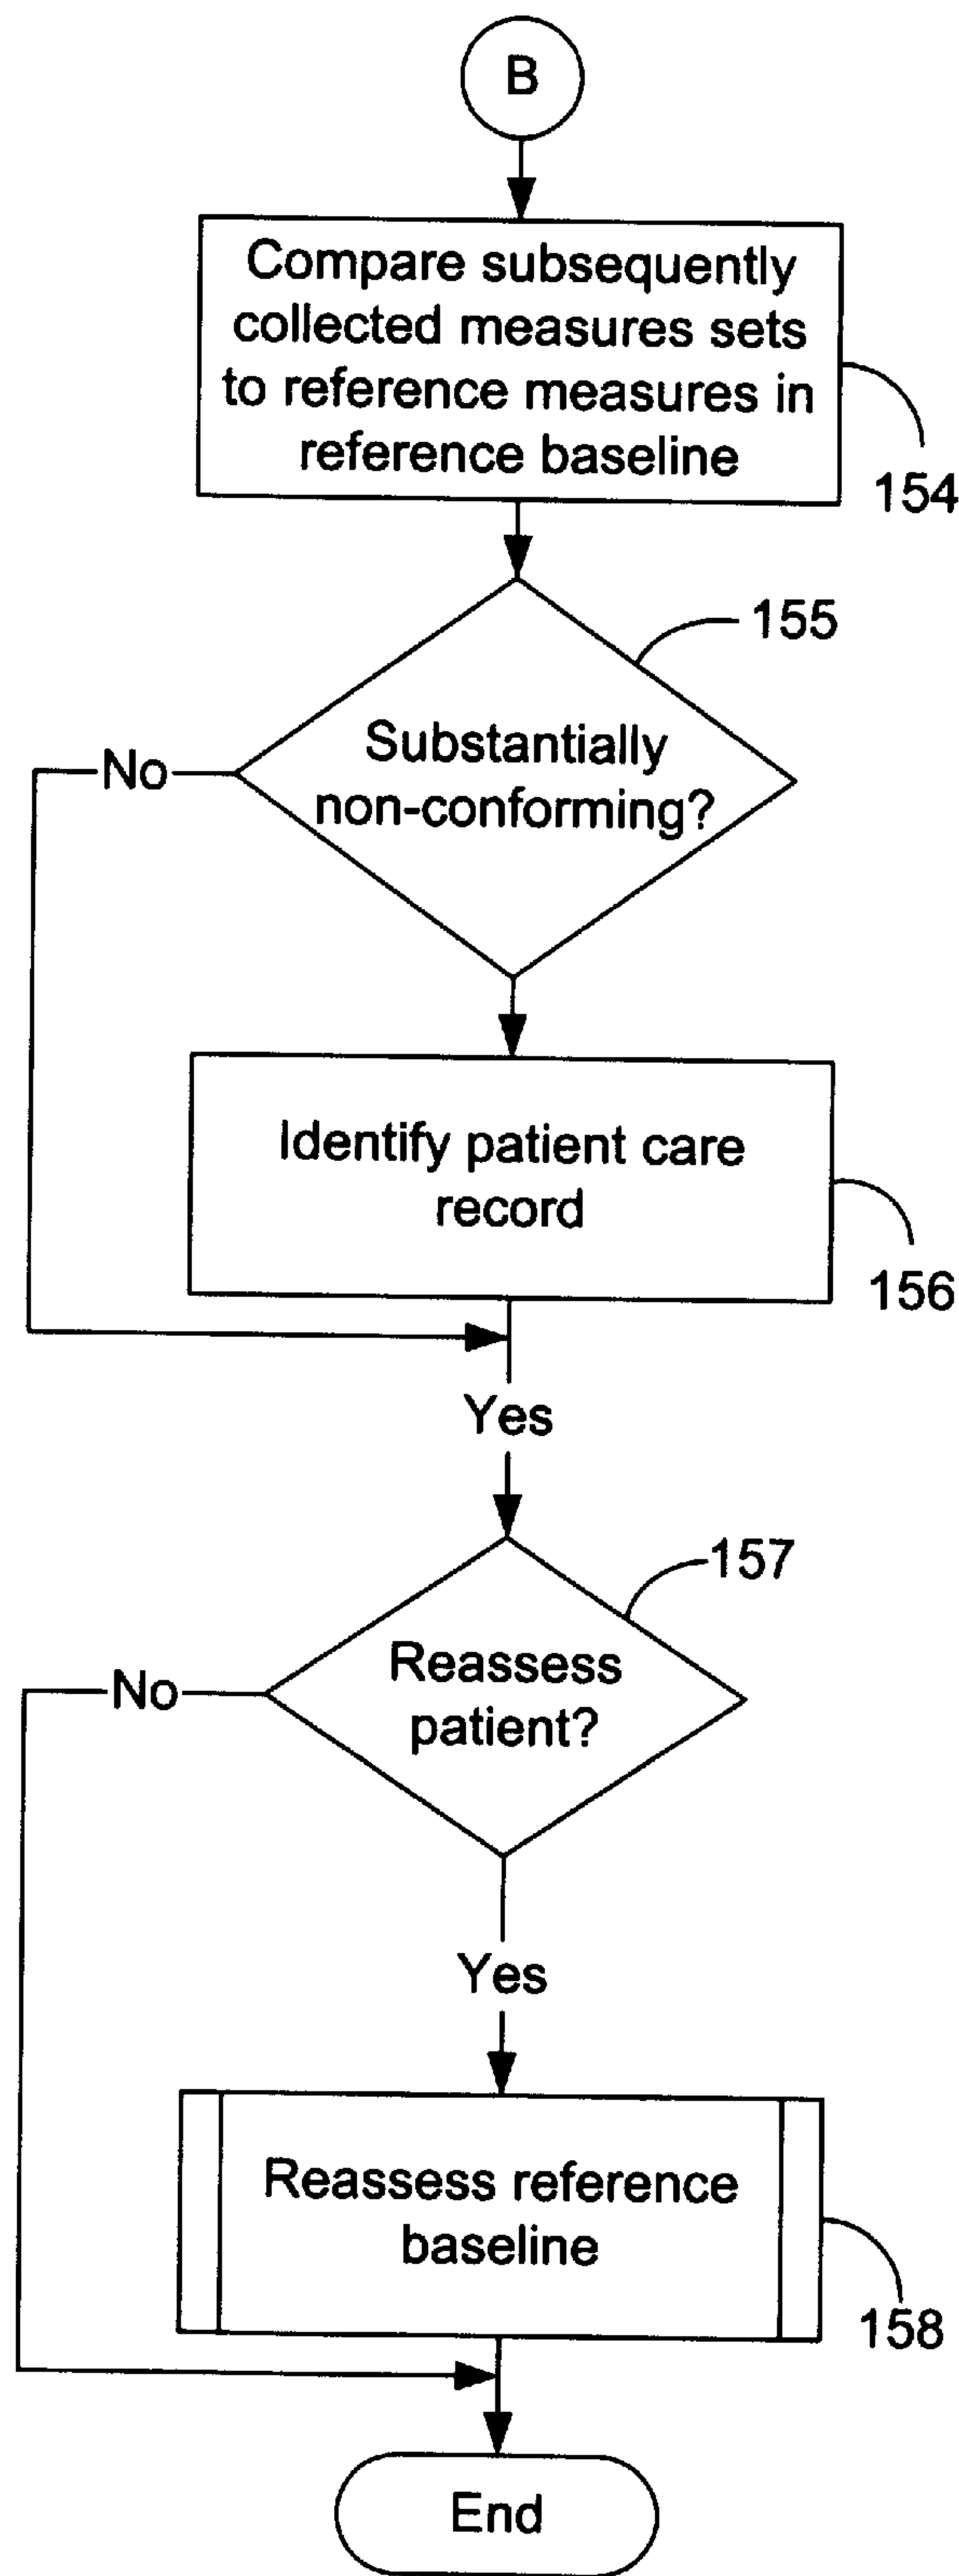 B
Compare subsequently
collected measures sets
to reference measures in
reference baseline
154
155
Substantially
non-conforming?
No
Identify patient care
record
156
Yes
157
Reassess
patient?
No
Yes
Reassess reference
baseline
158
End